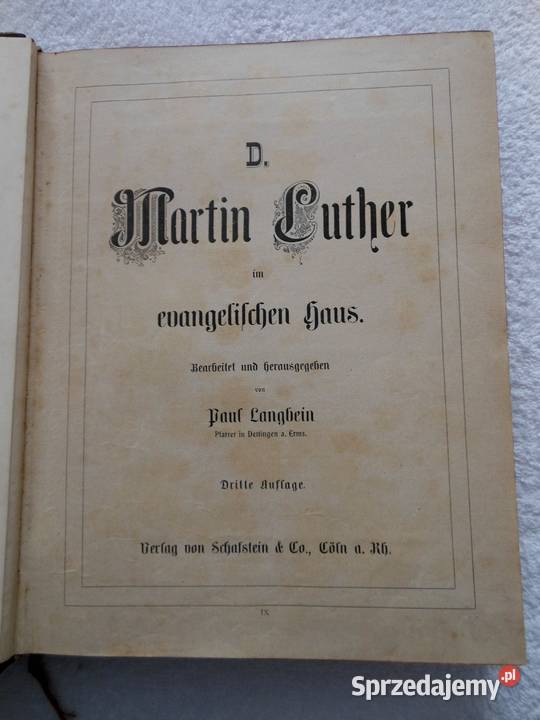 D.
Martin Luther
im
evangelischen Haus.
Bearbeitet und herausgegeben
von
Paul Langbein
Pfarrer in Dettingen a. Erms.
Dritte Auflage.
Verlag von Schafstein & Co., Cöln a. Rh.
IX
Sprzedajemy.pl